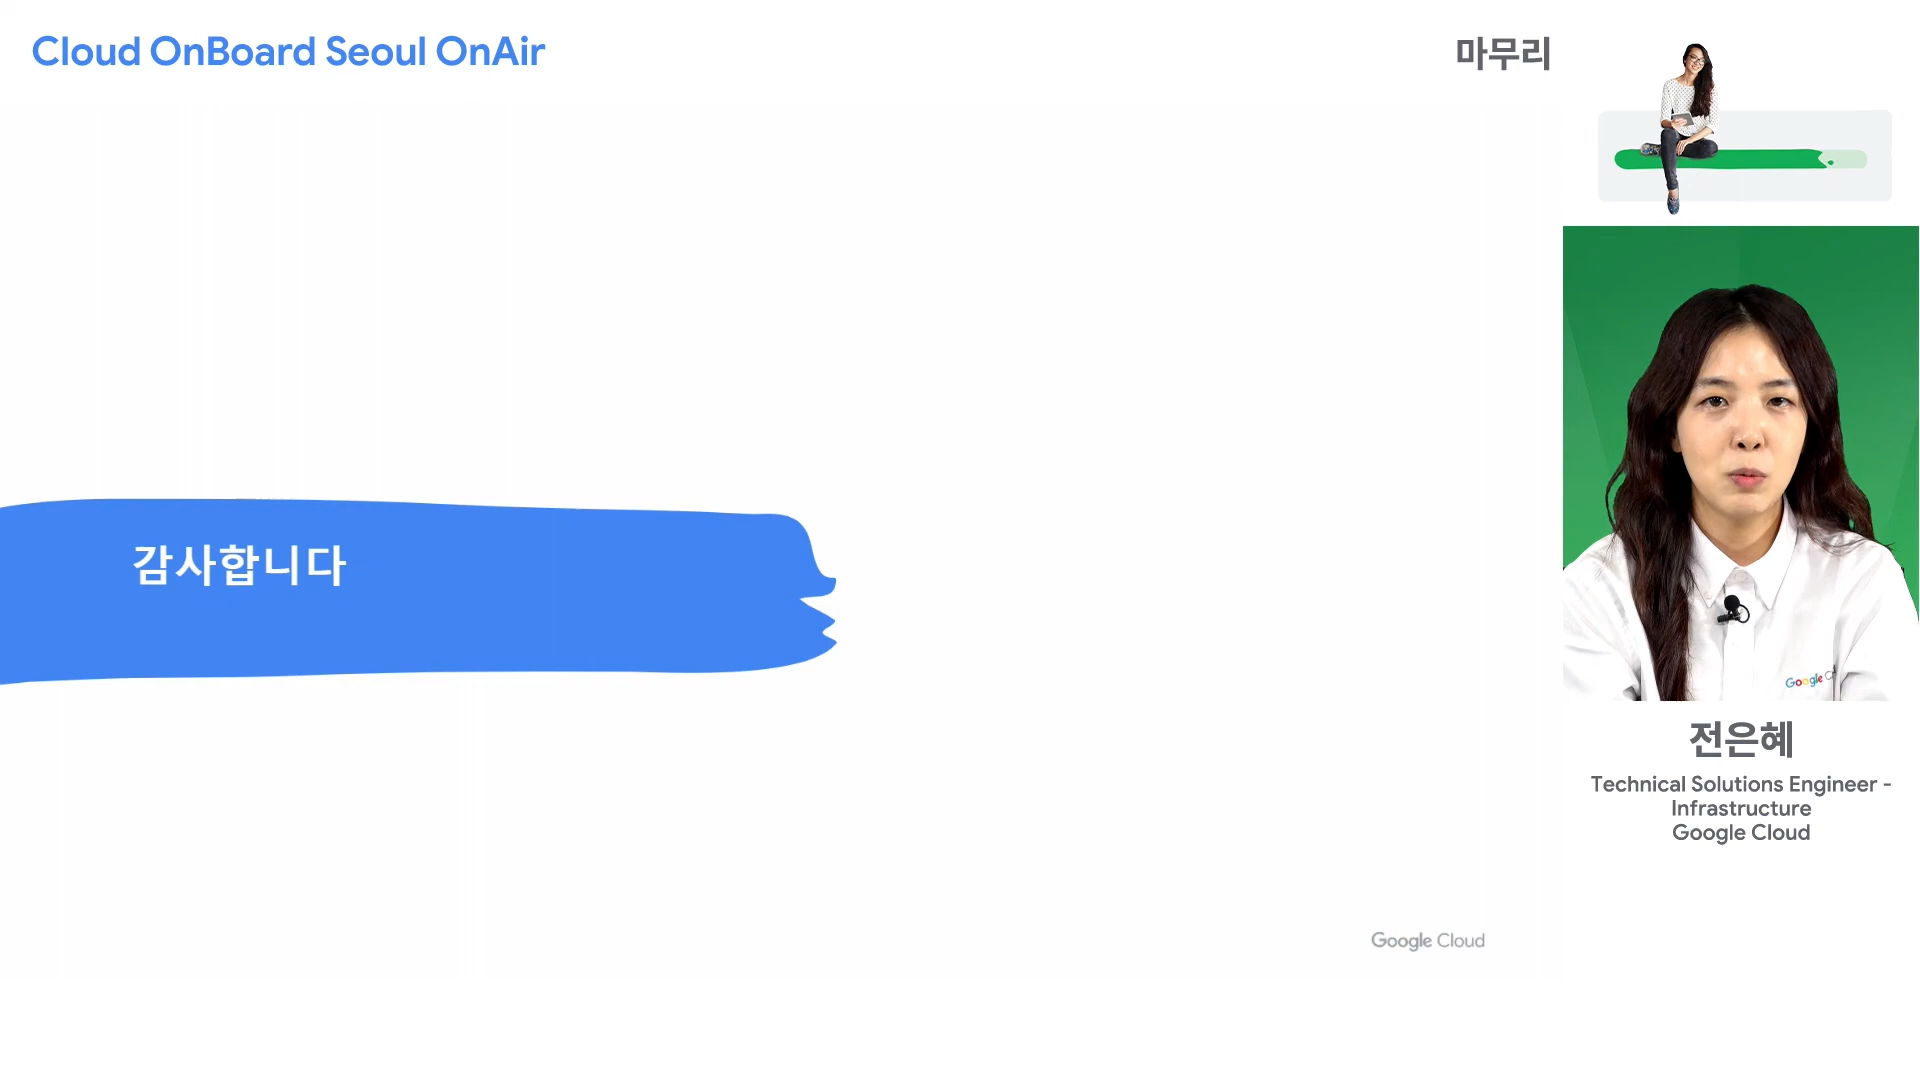 Cloud OnBoard Seoul OnAir
마무리
감사합니다
Google
전은혜
Technical Solutions Engineer -
Infrastructure
Google Cloud
Google Cloud